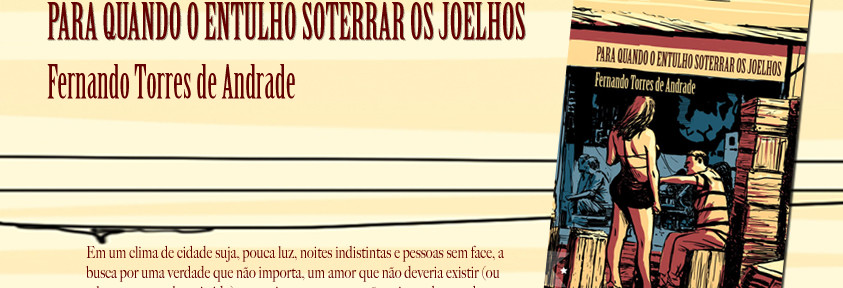 PARA QUANDO O ENTULHO SOTERRAR OS JOELHOS
Fernando Torres de Andrade
PARA QUANDO O ENTULHO SOTERRAR OS JOELHOS
Fernando Torres de Andrade
Em um clima de cidade suja, pouca luz, noites indistintas e pessoas sem face, a
busca por uma verdade que não importa, um amor que não deveria existir (ou